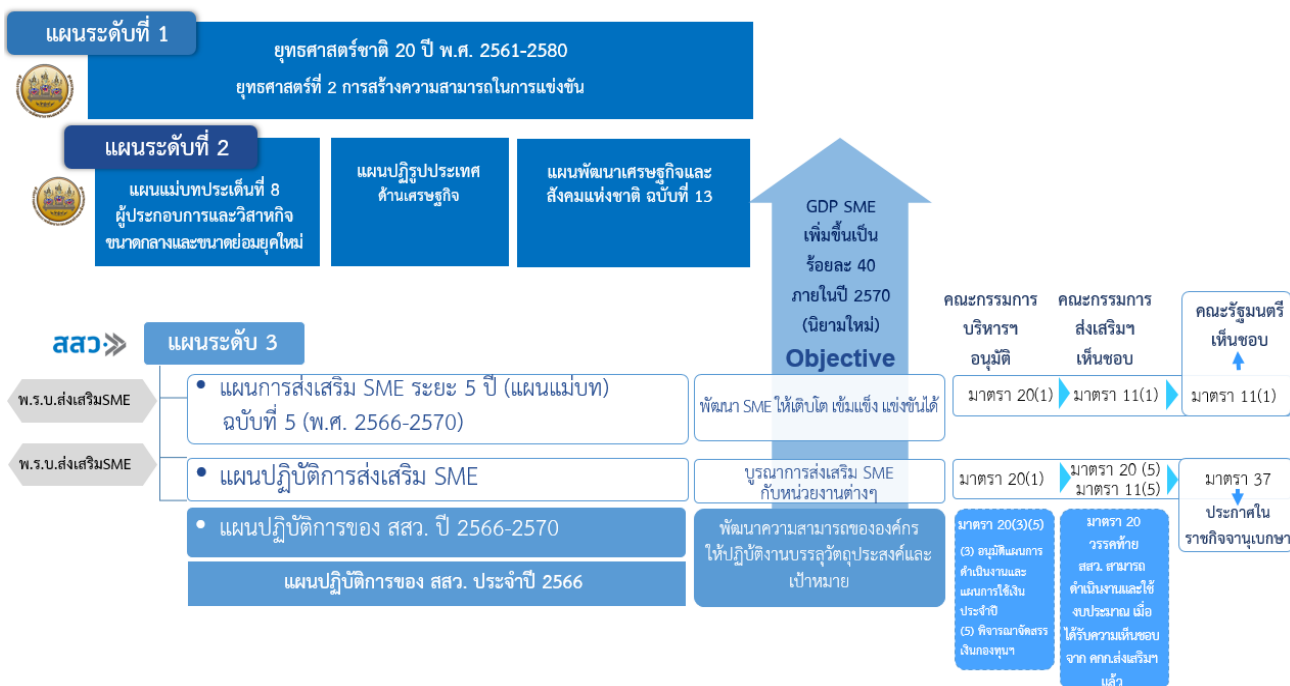 แผนระดับที่ 1
ยุทธศาสตร์ชาติ 20 ปี พ.ศ. 2561-2580
ยุทธศาสตร์ที่ 2 การสร้างความสามารถในการแข่งขัน
แผนระดับที่ 2
แผนแม่บทประเด็นที่ 8
ผู้ประกอบการและวิสาหกิจ
ขนาดกลางและขนาดย่อมยุคใหม่
แผนปฏิรูปประเทศ
ด้านเศรษฐกิจ
แผนพัฒนาเศรษฐกิจและ
สังคมแห่งชาติ ฉบับที่ 13
GDP SME
เพิ่มขึ้นเป็น
ร้อยละ 40
ภายในปี 2570
(นิยามใหม่)
Objective
คณะกรรมการ
บริหารฯ
อนุมัติ
คณะกรรมการ
ส่งเสริมฯ
เห็นชอบ
คณะรัฐมนตรี
เห็นชอบ
สสว
แผนระดับ 3
พ.ร.บ.ส่งเสริมSME
• แผนการส่งเสริม SME ระยะ 5 ปี (แผนแม่บท)
ฉบับที่ 5 (พ.ศ. 2566-2570)
พัฒนา SME ให้เติบโต เข้มแข็ง แข่งขันได้
มาตรา 20(1)
มาตรา 11(1)
มาตรา 11(1)
พ.ร.บ.ส่งเสริมSME
• แผนปฏิบัติการส่งเสริม SME
บูรณาการส่งเสริม SME
กับหน่วยงานต่างๆ
มาตรา 20(1)
มาตรา 20 (5)
มาตรา 11(5)
มาตรา 37
ประกาศใน
ราชกิจจานุเบกษา
• แผนปฏิบัติการของ สสว. ปี 2566-2570
แผนปฏิบัติการของ สสว. ประจำปี 2566
พัฒนาความสามารถขององค์กร
ให้ปฏิบัติงานบรรลุวัตถุประสงค์และ
เป้าหมาย
มาตรา 20(3)(5)
(3) อนุมัติแผนการ
ดำเนินงานและ
แผนการใช้เงิน
ประจำปี
(5) พิจารณาจัดสรร
เงินกองทุนฯ
มาตรา 20
วรรคท้าย
สสว. สามารถ
ดำเนินงานและใช้
งบประมาณ เมื่อ
ได้รับความเห็นชอบ
จาก คกก.ส่งเสริมฯ
แล้ว